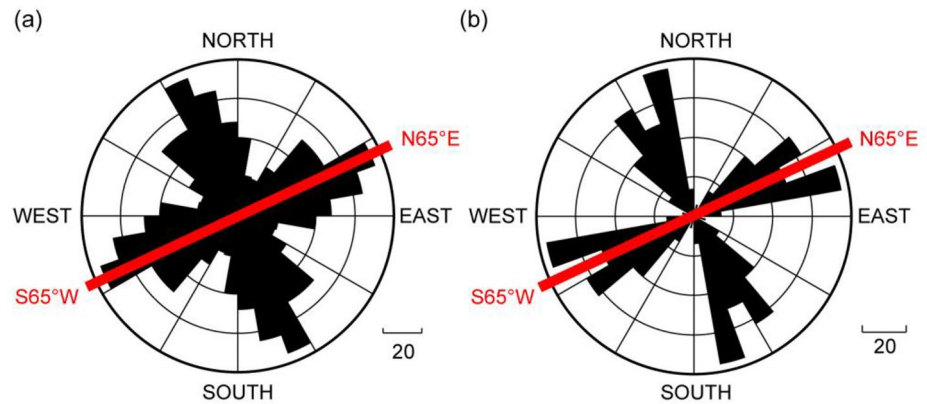 (a)
NORTH
N65°E
WEST
EAST
S65°W
20
SOUTH
(b)
NORTH
N65°E
WEST
EAST
S65°W
20
SOUTH